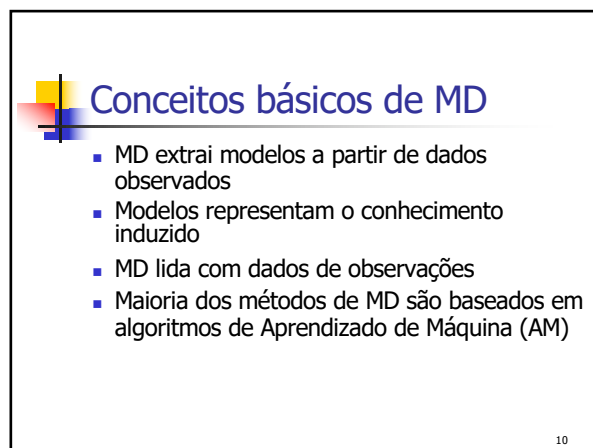 Conceitos básicos de MD
MD extrai modelos a partir de dados
observados
Modelos representam o conhecimento
induzido
MD lida com dados de observações
Maioria dos métodos de MD são baseados em
algoritmos de Aprendizado de Máquina (AM)
10